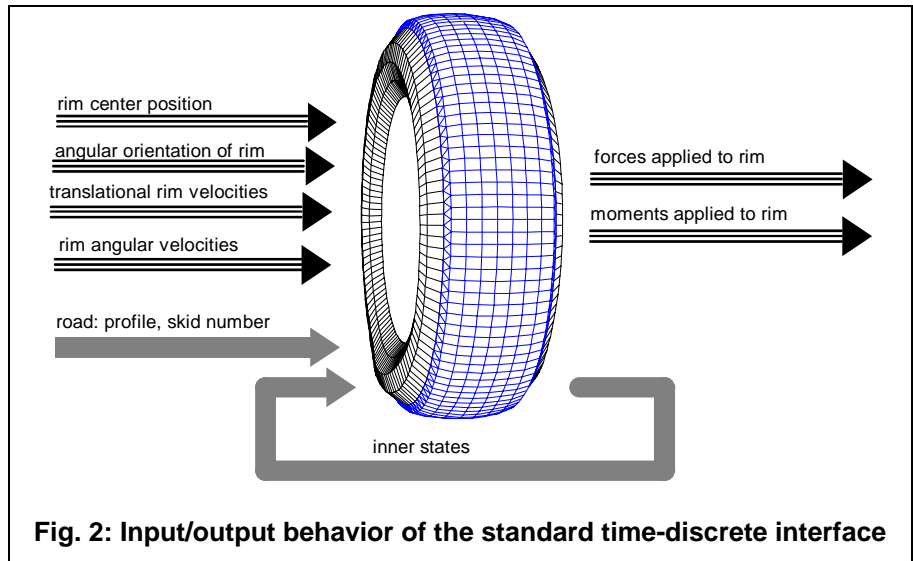 rim center position
angular orientation of rim
translational rim velocities
rim angular velocities
road: profile, skid number
forces applied to rim
moments applied to rim
inner states
Fig. 2: Input/output behavior of the standard time-discrete interface